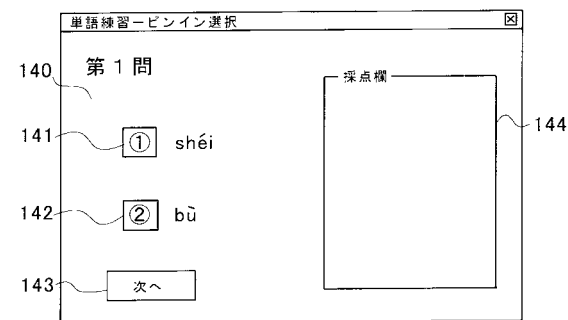 単語練習ーピンイン選択
140
第1問
採点欄
141
① shéi
144
142
② bù
143
次へ